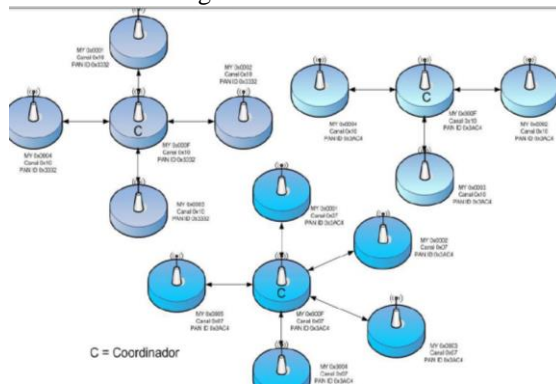 MY 0x0001
Canal 0x10
PAN ID 0x3332
MY 0x0002
Canal 0x10
PAN ID 0x3332
C
MY 0x0004
Canal 0x10
PAN ID 0x3332
MY 0x000F
Canal 0x10
PAN ID 0x3332
MY 0x0003
Canal 0x10
PAN ID 0x3332
C
MY 0x0004
Canal 0x10
PAN ID 0x3AC4
MY 0x000F
Canal 0x10
PAN ID 0x3AC4
MY 0x0002
Canal 0x10
PAN ID 0x3AC4
MY 0x0003
Canal 0x10
PAN ID 0x3AC4
MY 0x0001
Canal 0x07
PAN ID 0x3AC4
MY 0x0002
Canal 0x07
PAN ID 0x3AC4
C
MY 0x0005
Canal 0x07
PAN ID 0x3AC4
MY 0x000F
Canal 0x07
PAN ID 0x3AC4
MY 0x0003
Canal 0x07
PAN ID 0x3AC4
MY 0x0004
Canal 0x07
PAN ID 0x3AC4
C = Coordinador